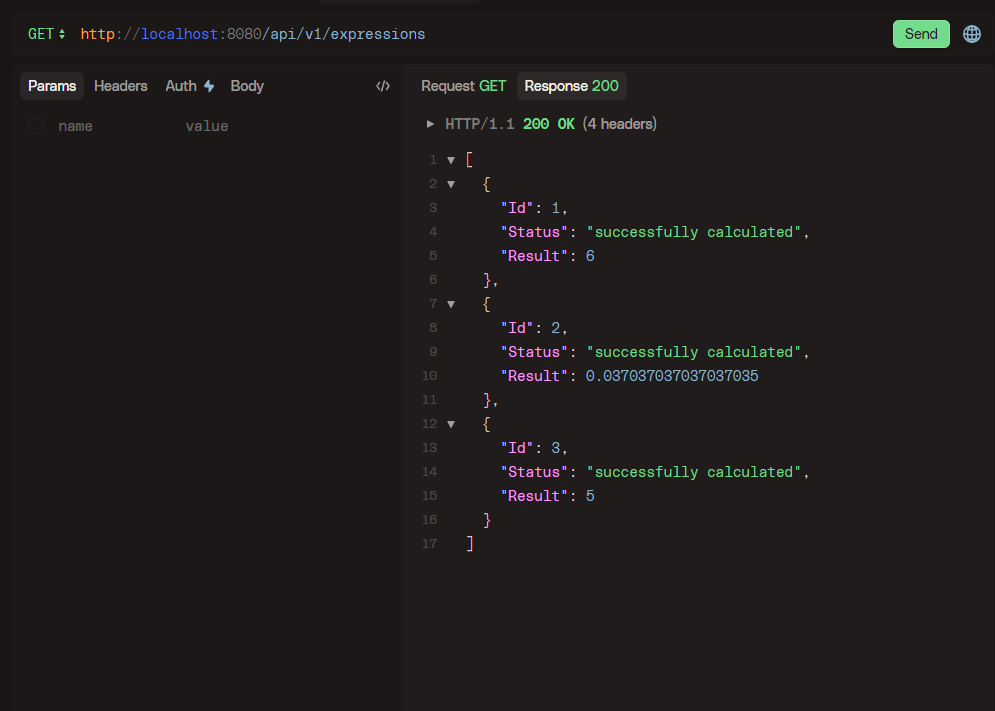 GET http://localhost:8080/api/v1/expressions Send
Params Headers Auth Body
name value
Request GET Response 200
HTTP/1.1 200 OK (4 headers)
1 [
2 {
3 "Id": 1,
4 "Status": "successfully calculated",
5 "Result": 6
6 },
7 {
8 "Id": 2,
9 "Status": "successfully calculated",
10 "Result": 0.037037037037037035
11 },
12 {
13 "Id": 3,
14 "Status": "successfully calculated",
15 "Result": 5
16 }
17 ]